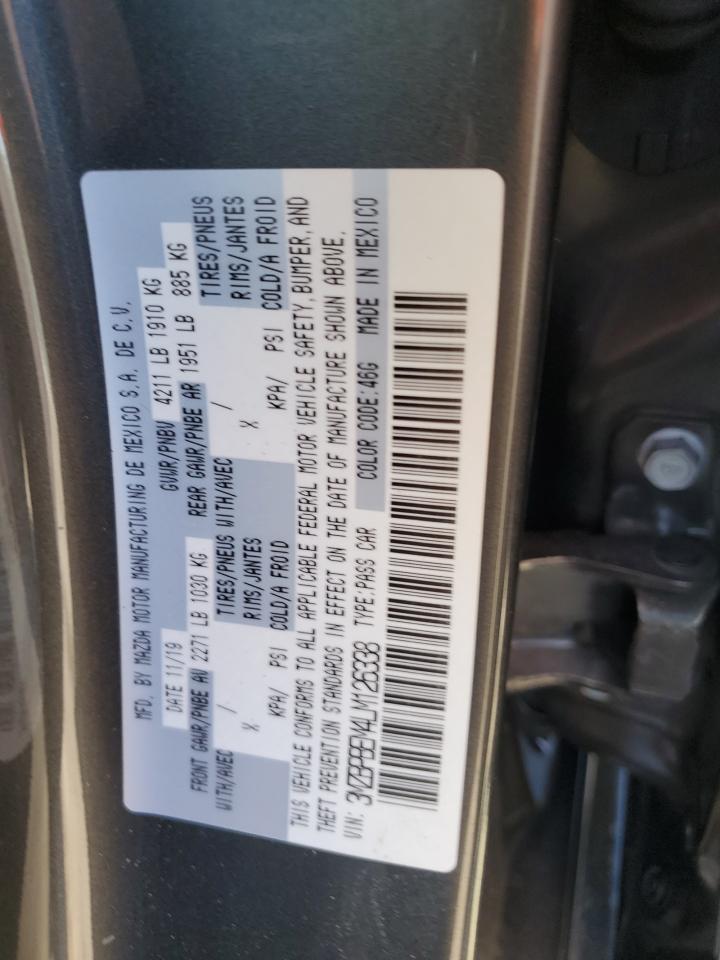 MFD. BY MAZDA MOTOR MANUFACTURING DE MEXICO S.A. DE C.V.
DATE 11/19 GVWR/PNBV 4211 LB 1910 KG
FRONT GAWR/PNBE AV 2271 LB 1030 KG REAR GAWR/PNBE AR 1951 LB 885 KG
WITH/AVEC / TIRES/PNEUS WITH/AVEC / TIRES/PNEUS
X RIMS/JANTES X RIMS/JANTES
KPA/ PSI COLD/A FROID KPA/ PSI COLD/A FROID
THIS VEHICLE CONFORMS TO ALL APPLICABLE FEDERAL MOTOR VEHICLE SAFETY, BUMPER, AND
THEFT PREVENTION STANDARDS IN EFFECT ON THE DATE OF MANUFACTURE SHOWN ABOVE.
VIN: 3MZBPBEM4LM126338 TYPE:PASS CAR COLOR CODE:46G MADE IN MEXICO